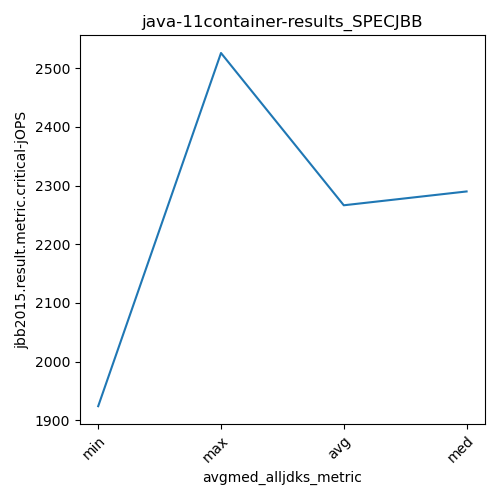 java-11container-results_SPECJBB
jbb2015.result.metric.critical-jOPS
2500
2400
2300
2200
2100
2000
1900
min
max
avg
med
avgmed_alljdks_metric